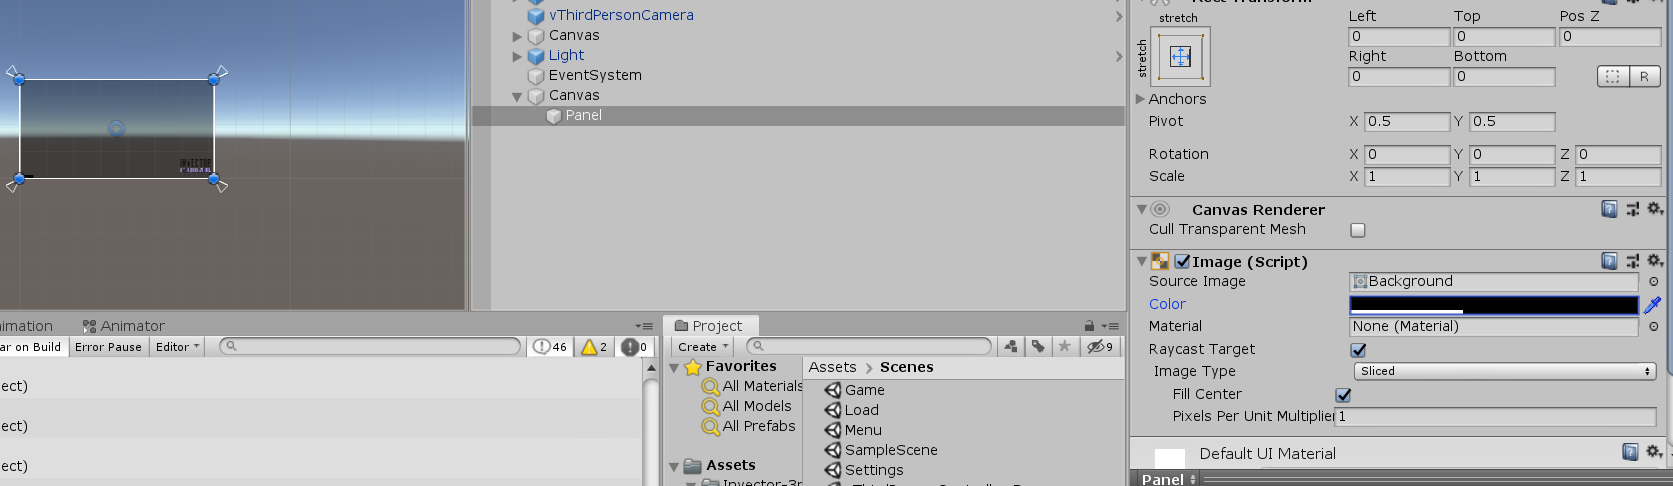 vThirdPersonCamera
Canvas
Light
EventSystem
Canvas
Panel
INVECTOR
stretch
stretch
Left Top Pos Z
0 0 0
Right Bottom
0 0
R
Anchors
Pivot X 0.5 Y 0.5
Rotation X 0 Y 0 Z 0
Scale X 1 Y 1 Z 1
Canvas Renderer
Cull Transparent Mesh
Image (Script)
Source Image Background
Color
Material None (Material)
Raycast Target
Image Type Sliced
Fill Center
Pixels Per Unit Multiplier 1
Default UI Material
Panel
imation Animator
ar on Build Error Pause Editor 46 2 0
ect)
ect)
ect)
Project
Create 9
Favorites
All Materials
All Models
All Prefabs
Assets
Invector-3r
Assets > Scenes
Game
Load
Menu
SampleScene
Settings